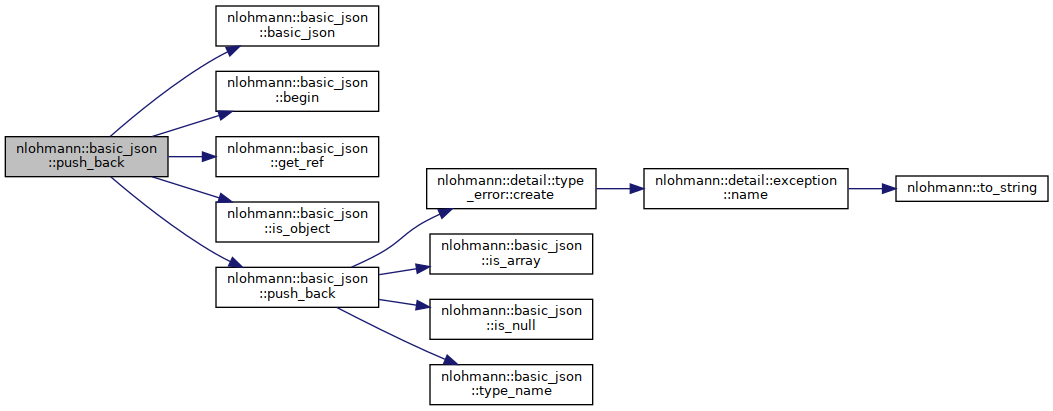 nlohmann::basic_json
::basic_json
nlohmann::basic_json
::begin
nlohmann::basic_json
::push_back
nlohmann::basic_json
::get_ref
nlohmann::basic_json
::is_object
nlohmann::basic_json
::push_back
nlohmann::detail::type
_error::create
nlohmann::detail::exception
::name
nlohmann::to_string
nlohmann::basic_json
::is_array
nlohmann::basic_json
::is_null
nlohmann::basic_json
::type_name